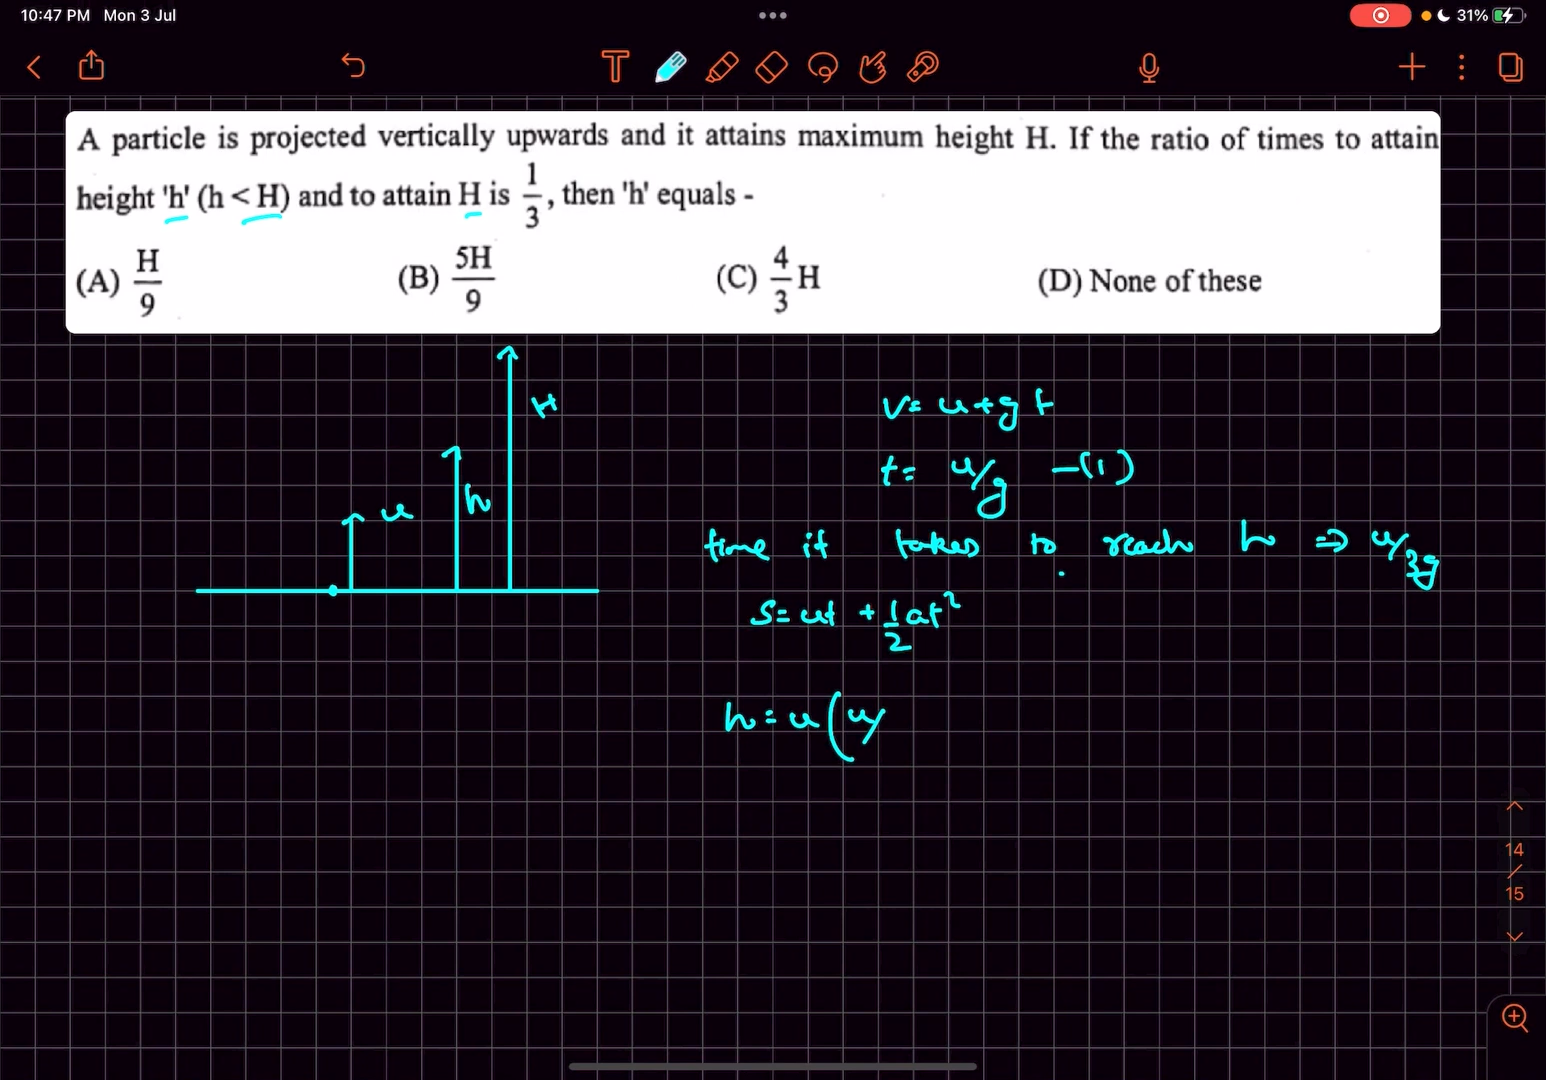 10:47 PM Mon 3 Jul
31%
T
A particle is projected vertically upwards and it attains maximum height H. If the ratio of times to attain
height 'h' (h < H) and to attain H is 1/3, then 'h' equals -
(A) H/9 (B) 5H/9 (C) 4/3 H (D) None of these
H
h
u
v = u + g t
t = u/g -(1)
time it takes to reach h ⇒ u/3g
S = ut + 1/2 at²
h = u (u/
14
/
15